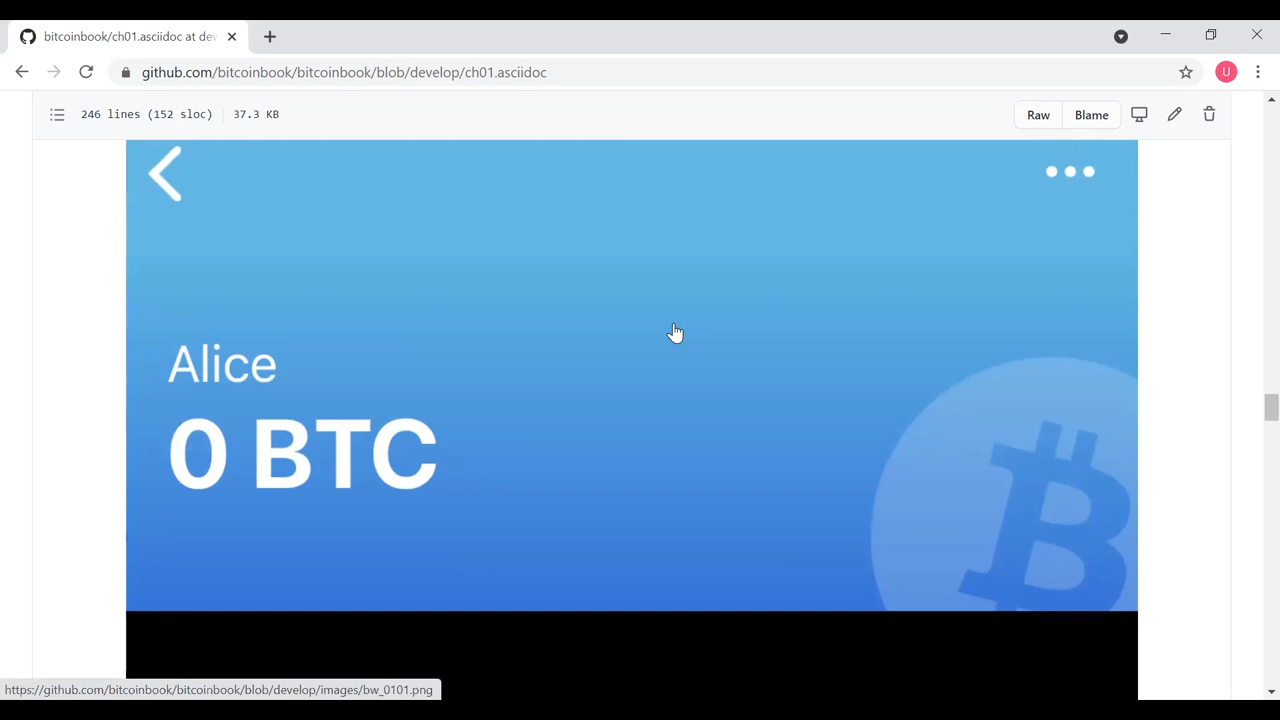 bitcoinbook/ch01.asciidoc at dev
github.com/bitcoinbook/bitcoinbook/blob/develop/ch01.asciidoc
U
246 lines (152 sloc) 37.3 KB
Raw Blame
Alice
0 BTC
https://github.com/bitcoinbook/bitcoinbook/blob/develop/images/bw_0101.png